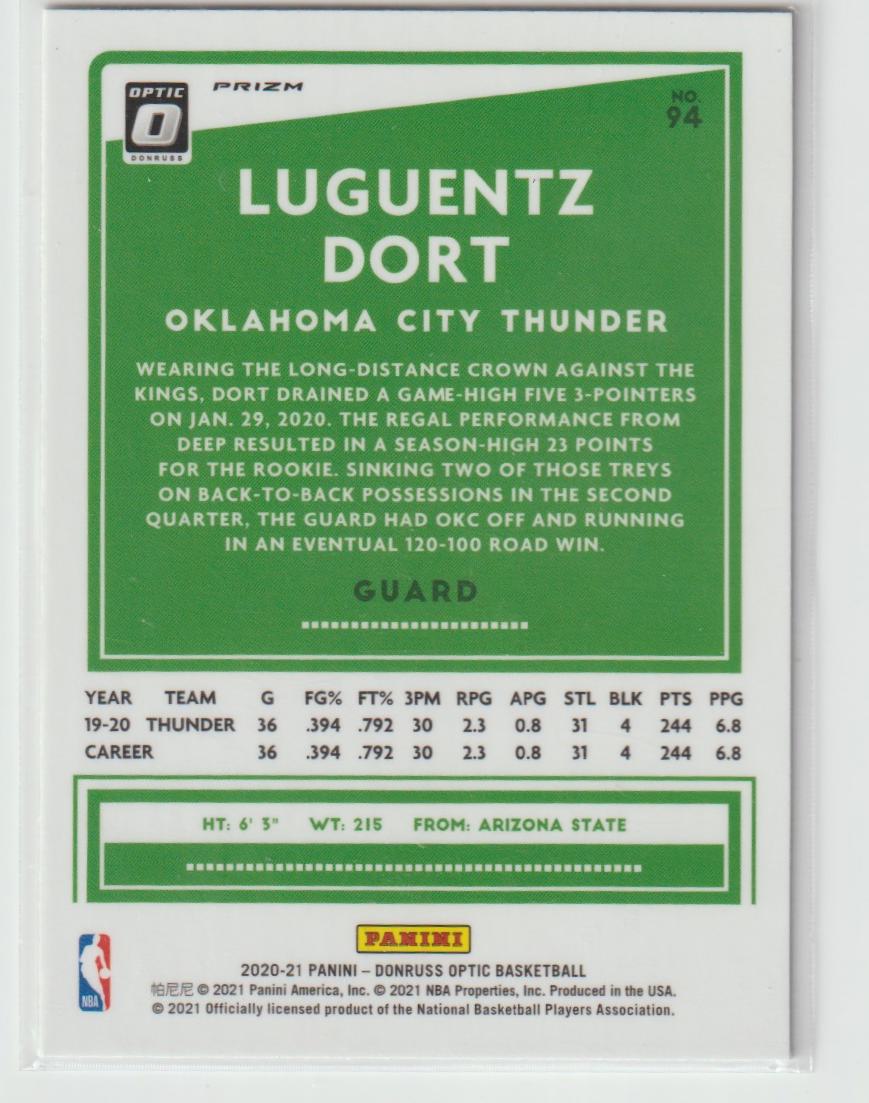 OPTIC
DONRUSS
PRIZM
NO.
94
LUGUENTZ
DORT
OKLAHOMA CITY THUNDER
WEARING THE LONG-DISTANCE CROWN AGAINST THE
KINGS, DORT DRAINED A GAME-HIGH FIVE 3-POINTERS
ON JAN. 29, 2020. THE REGAL PERFORMANCE FROM
DEEP RESULTED IN A SEASON-HIGH 23 POINTS
FOR THE ROOKIE. SINKING TWO OF THOSE TREYS
ON BACK-TO-BACK POSSESSIONS IN THE SECOND
QUARTER, THE GUARD HAD OKC OFF AND RUNNING
IN AN EVENTUAL 120-100 ROAD WIN.
GUARD
YEAR TEAM G FG% FT% 3PM RPG APG STL BLK PTS PPG
19-20 THUNDER 36 .394 .792 30 2.3 0.8 31 4 244 6.8
CAREER 36 .394 .792 30 2.3 0.8 31 4 244 6.8
HT: 6' 3" WT: 215 FROM: ARIZONA STATE
PANINI
NBA
2020-21 PANINI – DONRUSS OPTIC BASKETBALL
帕尼尼 © 2021 Panini America, Inc. © 2021 NBA Properties, Inc. Produced in the USA.
© 2021 Officially licensed product of the National Basketball Players Association.